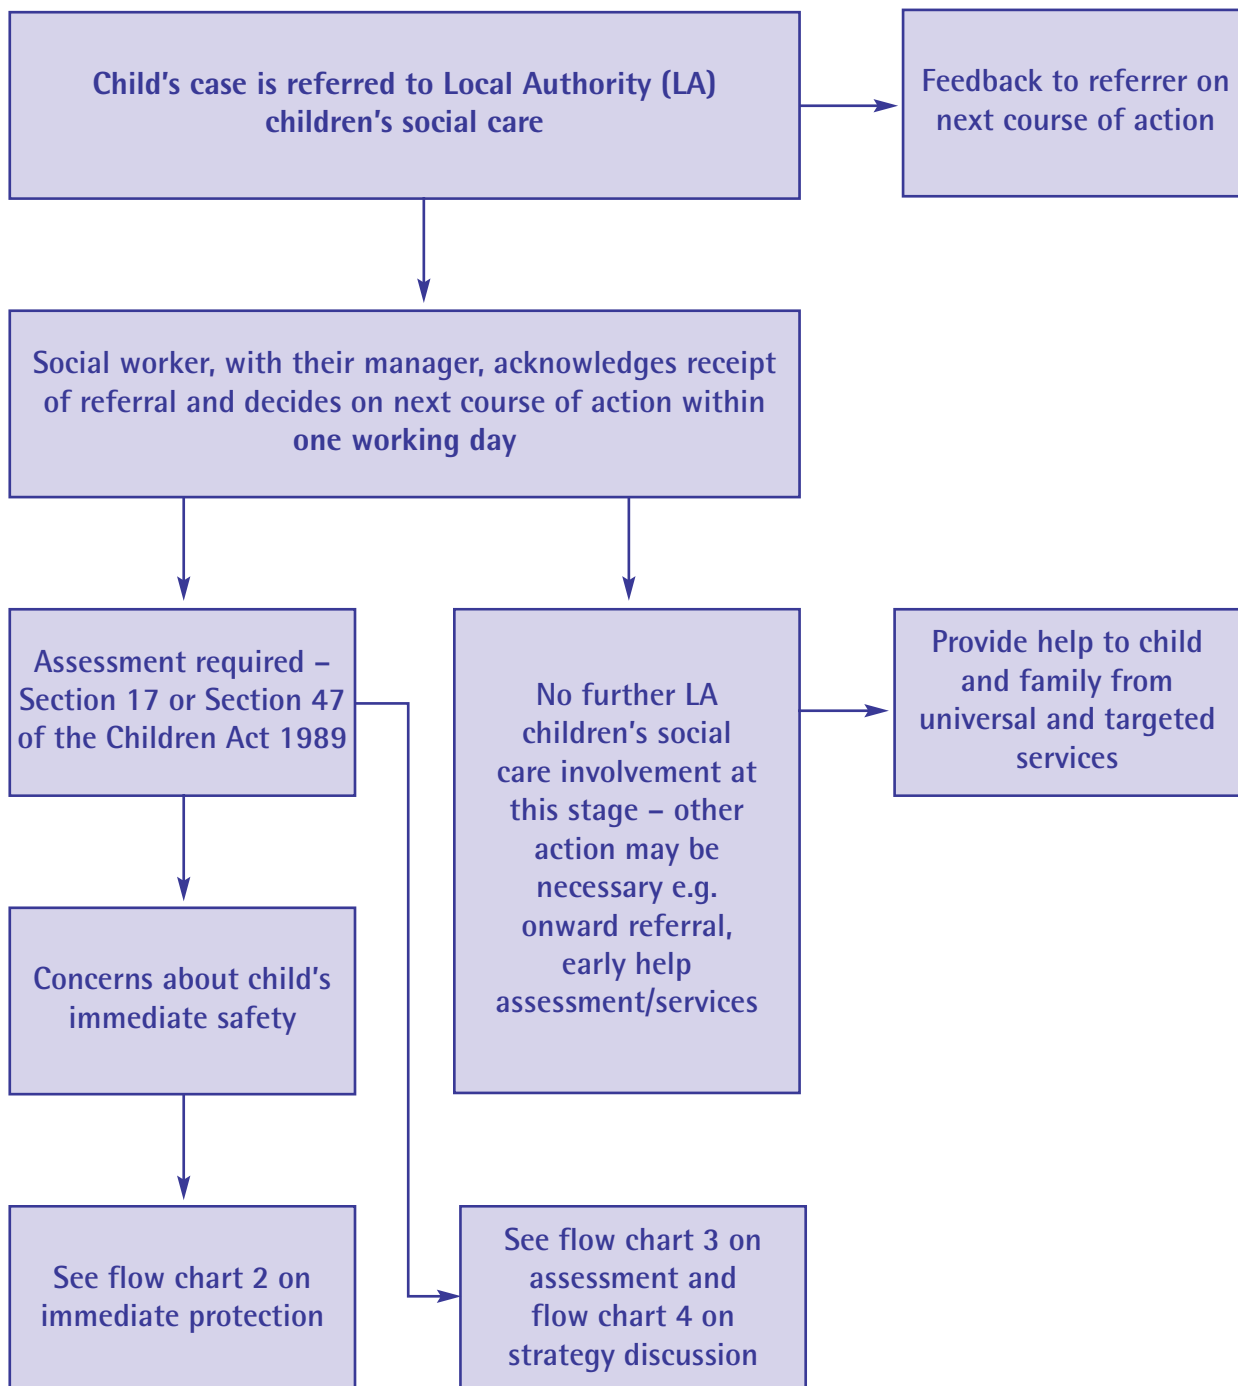 Child's case is referred to Local Authority (LA)
children's social care
Feedback to referrer on
next course of action
Social worker, with their manager, acknowledges receipt
of referral and decides on next course of action within
one working day
Assessment required –
Section 17 or Section 47
of the Children Act 1989
No further LA
children's social
care involvement at
this stage – other
action may be
necessary e.g.
onward referral,
early help
assessment/services
Provide help to child
and family from
universal and targeted
services
Concerns about child's
immediate safety
See flow chart 2 on
immediate protection
See flow chart 3 on
assessment and
flow chart 4 on
strategy discussion